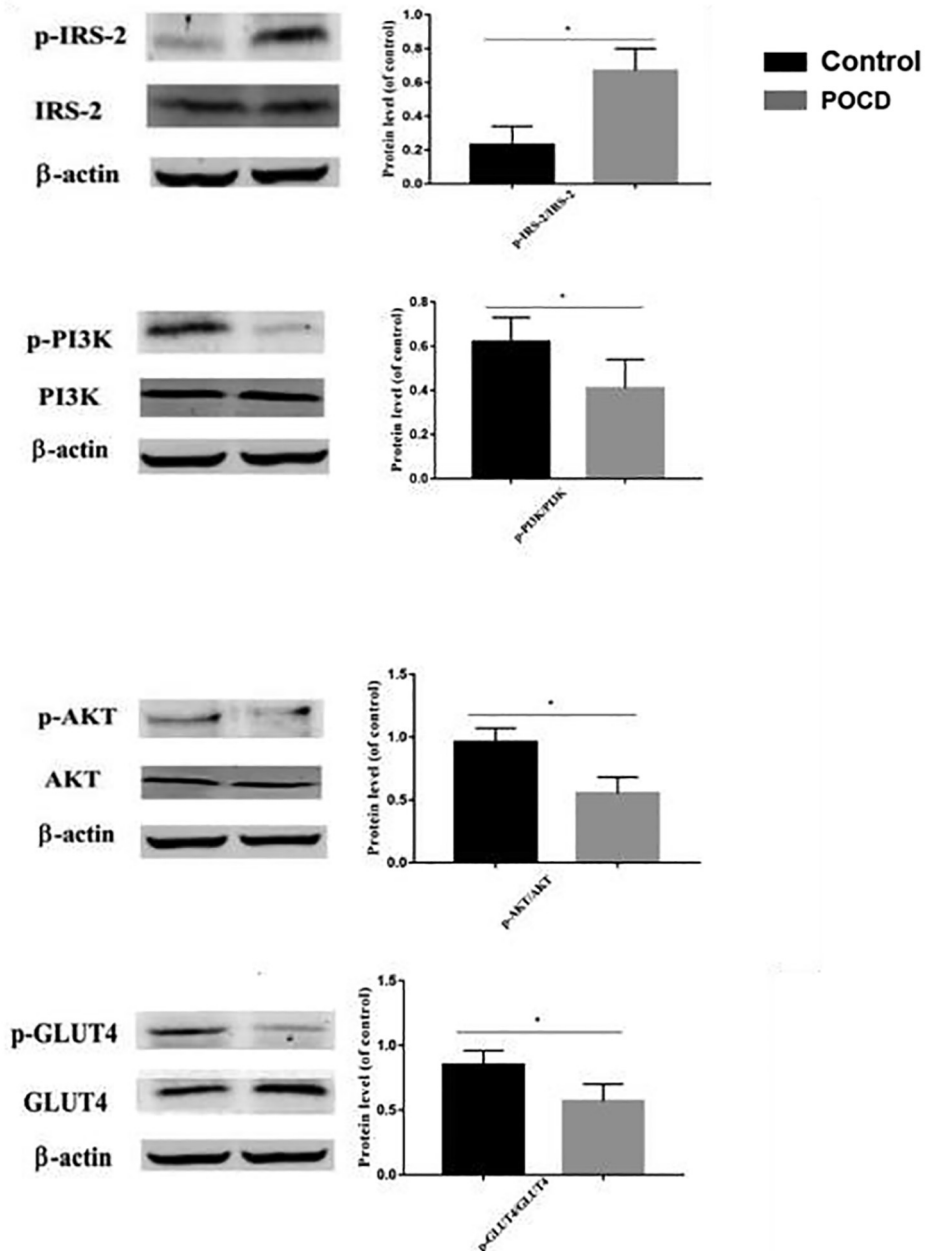 p-IRS-2
IRS-2
β-actin
Protein level (of control)
0.8
0.6
0.4
0.2
0.0
*
p-IRS-2/IRS-2
Control
POCD
p-PI3K
PI3K
β-actin
Protein level (of control)
0.8
0.6
0.4
0.2
0.0
*
p-PI3K/PI3K
p-AKT
AKT
β-actin
Protein level (of control)
1.5
1.0
0.5
0.0
*
p-AKT/AKT
p-GLUT4
GLUT4
β-actin
Protein level (of control)
1.5
1.0
0.5
0.0
*
p-GLUT4/GLUT4